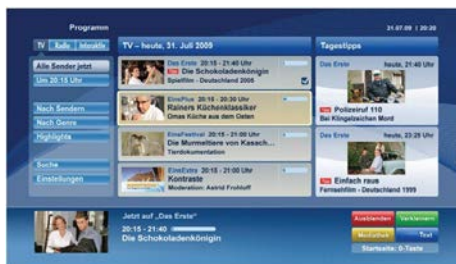 Programm
31.07.09 | 20:20
TV Radio Interaktiv
Alle Sender jetzt
Um 20:15 Uhr
Nach Sendern
Nach Genre
Highlights
Suche
Einstellungen
TV – heute, 31. Juli 2009
Das Erste 20:15 - 21:40 Uhr
Tipp Die Schokoladenkönigin
Spielfilm - Deutschland 2005
EinsPlus 20:15 - 20:30 Uhr
Rainers Küchenklassiker
Omas Küche aus dem Osten
EinsFestival 20:15 - 21:00 Uhr
Die Murmeltiere von Kasach...
Tierdokumentation
EinsExtra 20:15 - 21:00 Uhr
Kontraste
Moderation: Astrid Frohloff
Tagestipps
Das Erste heute, 21:40 Uhr
Tipp Polizeiruf 110
Bei Klingelzeichen Mord
Das Erste heute, 23:25 Uhr
Tipp Einfach raus
Fernsehfilm - Deutschland 1999
Jetzt auf „Das Erste“
20:15 - 21:40
Die Schokoladenkönigin
Ausblenden Verkleinern
Mediathek Text
Startseite: 0-Taste